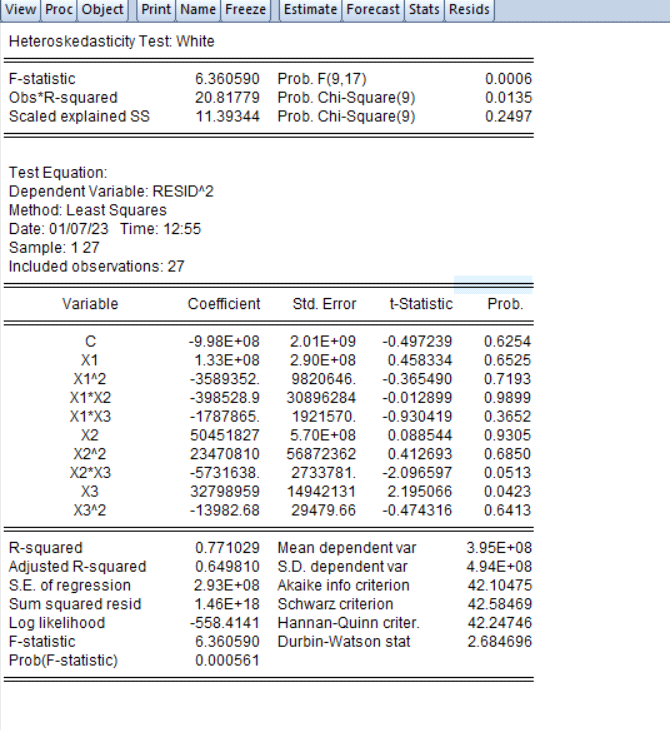 View Proc Object Print Name Freeze Estimate Forecast Stats Resids
Heteroskedasticity Test: White
F-statistic 6.360590 Prob. F(9,17) 0.0006
Obs*R-squared 20.81779 Prob. Chi-Square(9) 0.0135
Scaled explained SS 11.39344 Prob. Chi-Square(9) 0.2497
Test Equation:
Dependent Variable: RESID^2
Method: Least Squares
Date: 01/07/23 Time: 12:55
Sample: 1 27
Included observations: 27
Variable Coefficient Std. Error t-Statistic Prob.
C -9.98E+08 2.01E+09 -0.497239 0.6254
X1 1.33E+08 2.90E+08 0.458334 0.6525
X1^2 -3589352. 9820646. -0.365490 0.7193
X1*X2 -398528.9 30896284 -0.012899 0.9899
X1*X3 -1787865. 1921570. -0.930419 0.3652
X2 50451827 5.70E+08 0.088544 0.9305
X2^2 23470810 56872362 0.412693 0.6850
X2*X3 -5731638. 2733781. -2.096597 0.0513
X3 32798959 14942131 2.195066 0.0423
X3^2 -13982.68 29479.66 -0.474316 0.6413
R-squared 0.771029 Mean dependent var 3.95E+08
Adjusted R-squared 0.649810 S.D. dependent var 4.94E+08
S.E. of regression 2.93E+08 Akaike info criterion 42.10475
Sum squared resid 1.46E+18 Schwarz criterion 42.58469
Log likelihood -558.4141 Hannan-Quinn criter. 42.24746
F-statistic 6.360590 Durbin-Watson stat 2.684696
Prob(F-statistic) 0.000561